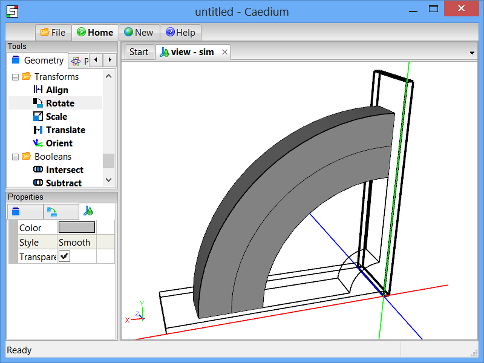 untitled - Caedium
File
Home
New
Help
Tools
Geometry
Start
view - sim
Transforms
Align
Rotate
Scale
Translate
Orient
Booleans
Intersect
Subtract
Properties
Color
Style Smooth
Transpare
Y
Z
X
Ready